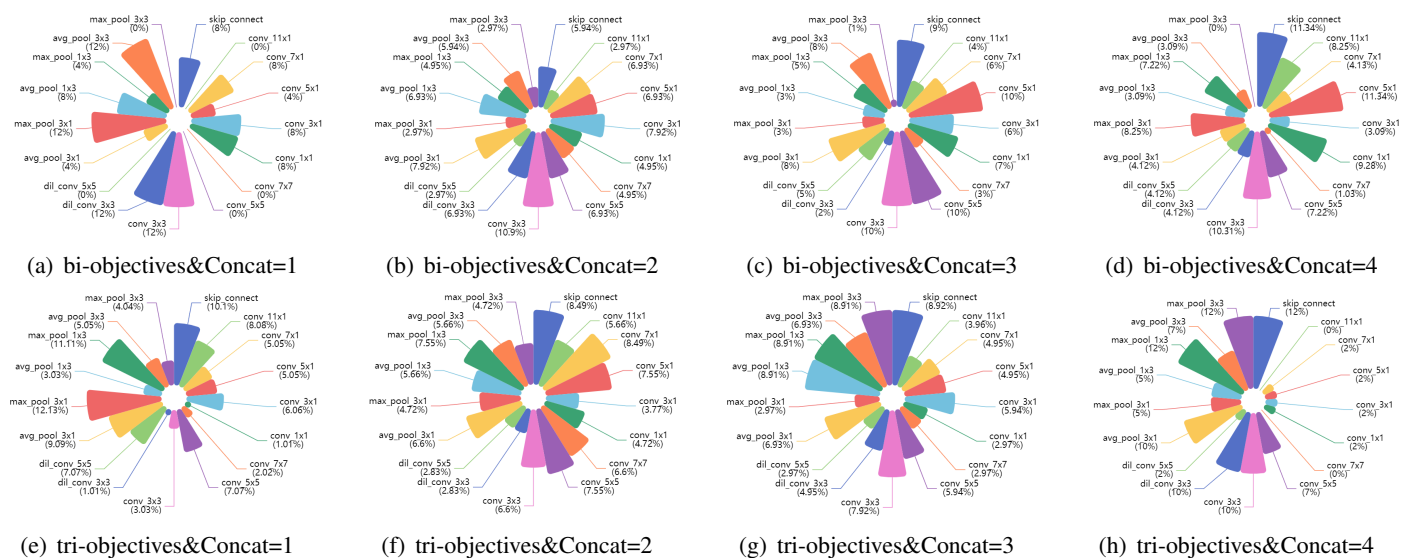 max_pool_3x3
(0%)
skip_connect
(8%)
avg_pool_3x3
(12%)
conv_11x1
(0%)
max_pool_1x3
(4%)
conv_7x1
(8%)
avg_pool_1x3
(8%)
conv_5x1
(4%)
max_pool_3x1
(12%)
conv_3x1
(8%)
avg_pool_3x1
(4%)
conv_1x1
(8%)
dil_conv_5x5
(0%)
conv_7x7
(0%)
dil_conv_3x3
(12%)
conv_5x5
(0%)
conv_3x3
(12%)
(a) bi-objectives&Concat=1
max_pool_3x3
(2.97%)
skip_connect
(5.94%)
avg_pool_3x3
(5.94%)
conv_11x1
(2.97%)
max_pool_1x3
(4.95%)
conv_7x1
(6.93%)
avg_pool_1x3
(6.93%)
conv_5x1
(6.93%)
max_pool_3x1
(2.97%)
conv_3x1
(7.92%)
avg_pool_3x1
(7.92%)
conv_1x1
(4.95%)
dil_conv_5x5
(2.97%)
conv_7x7
(4.95%)
dil_conv_3x3
(6.93%)
conv_5x5
(6.93%)
conv_3x3
(10.9%)
(b) bi-objectives&Concat=2
max_pool_3x3
(1%)
skip_connect
(9%)
avg_pool_3x3
(8%)
conv_11x1
(4%)
max_pool_1x3
(5%)
conv_7x1
(6%)
avg_pool_1x3
(3%)
conv_5x1
(10%)
max_pool_3x1
(3%)
conv_3x1
(6%)
avg_pool_3x1
(8%)
conv_1x1
(7%)
dil_conv_5x5
(5%)
conv_7x7
(3%)
dil_conv_3x3
(2%)
conv_5x5
(10%)
conv_3x3
(10%)
(c) bi-objectives&Concat=3
max_pool_3x3
(0%)
skip_connect
(11.34%)
avg_pool_3x3
(3.09%)
conv_11x1
(8.25%)
max_pool_1x3
(7.22%)
conv_7x1
(4.13%)
avg_pool_1x3
(3.09%)
conv_5x1
(11.34%)
max_pool_3x1
(8.25%)
conv_3x1
(3.09%)
avg_pool_3x1
(4.12%)
conv_1x1
(9.28%)
dil_conv_5x5
(4.12%)
conv_7x7
(1.03%)
dil_conv_3x3
(4.12%)
conv_5x5
(7.22%)
conv_3x3
(10.31%)
(d) bi-objectives&Concat=4
max_pool_3x3
(4.04%)
skip_connect
(10.1%)
avg_pool_3x3
(5.05%)
conv_11x1
(8.08%)
max_pool_1x3
(11.11%)
conv_7x1
(5.05%)
avg_pool_1x3
(3.03%)
conv_5x1
(5.05%)
max_pool_3x1
(12.13%)
conv_3x1
(6.06%)
avg_pool_3x1
(9.09%)
conv_1x1
(1.01%)
dil_conv_5x5
(7.07%)
conv_7x7
(2.02%)
dil_conv_3x3
(1.01%)
conv_5x5
(7.07%)
conv_3x3
(3.03%)
(e) tri-objectives&Concat=1
max_pool_3x3
(4.72%)
skip_connect
(8.49%)
avg_pool_3x3
(5.66%)
conv_11x1
(5.66%)
max_pool_1x3
(7.55%)
conv_7x1
(8.49%)
avg_pool_1x3
(5.66%)
conv_5x1
(7.55%)
max_pool_3x1
(4.72%)
conv_3x1
(3.77%)
avg_pool_3x1
(6.6%)
conv_1x1
(4.72%)
dil_conv_5x5
(2.83%)
conv_7x7
(6.6%)
dil_conv_3x3
(2.83%)
conv_5x5
(7.55%)
conv_3x3
(6.6%)
(f) tri-objectives&Concat=2
max_pool_3x3
(8.91%)
skip_connect
(8.92%)
avg_pool_3x3
(6.93%)
conv_11x1
(3.96%)
max_pool_1x3
(8.91%)
conv_7x1
(4.95%)
avg_pool_1x3
(8.91%)
conv_5x1
(4.95%)
max_pool_3x1
(2.97%)
conv_3x1
(5.94%)
avg_pool_3x1
(6.93%)
conv_1x1
(2.97%)
dil_conv_5x5
(2.97%)
conv_7x7
(2.97%)
dil_conv_3x3
(4.95%)
conv_5x5
(5.94%)
conv_3x3
(7.92%)
(g) tri-objectives&Concat=3
max_pool_3x3
(12%)
skip_connect
(12%)
avg_pool_3x3
(7%)
conv_11x1
(0%)
max_pool_1x3
(12%)
conv_7x1
(2%)
avg_pool_1x3
(5%)
conv_5x1
(2%)
max_pool_3x1
(5%)
conv_3x1
(2%)
avg_pool_3x1
(10%)
conv_1x1
(2%)
dil_conv_5x5
(2%)
conv_7x7
(0%)
dil_conv_3x3
(10%)
conv_5x5
(7%)
conv_3x3
(10%)
(h) tri-objectives&Concat=4